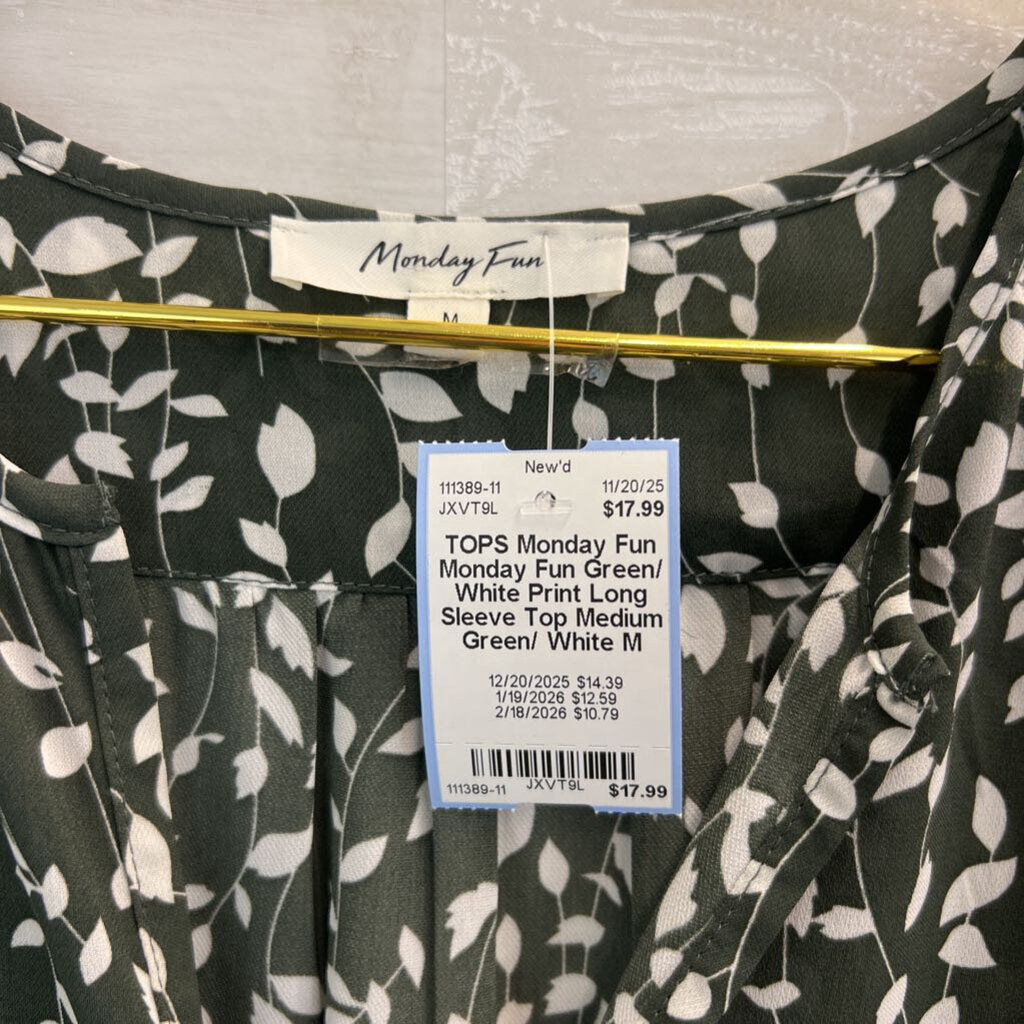 Monday Fun
M
New'd
111389-11 11/20/25
JXVT9L $17.99
TOPS Monday Fun
Monday Fun Green/
White Print Long
Sleeve Top Medium
Green/ White M
12/20/2025 $14.39
1/19/2026 $12.59
2/18/2026 $10.79
111389-11 JXVT9L $17.99